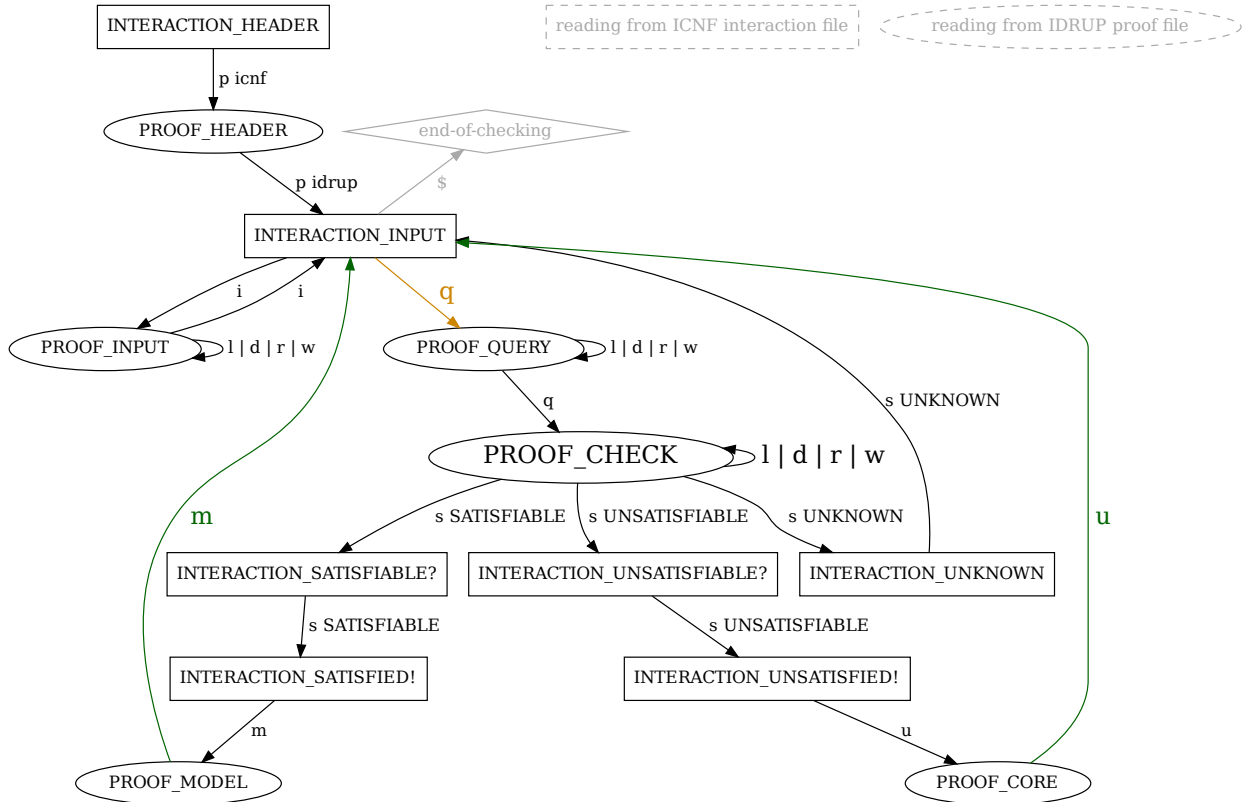 INTERACTION_HEADER
reading from ICNF interaction file
reading from IDRUP proof file
p icnf
PROOF_HEADER
end-of-checking
p idrup
$
INTERACTION_INPUT
i
i
q
PROOF_INPUT
l | d | r | w
PROOF_QUERY
l | d | r | w
q
s UNKNOWN
PROOF_CHECK
l | d | r | w
m
s SATISFIABLE
s UNSATISFIABLE
s UNKNOWN
u
INTERACTION_SATISFIABLE?
INTERACTION_UNSATISFIABLE?
INTERACTION_UNKNOWN
s SATISFIABLE
s UNSATISFIABLE
INTERACTION_SATISFIED!
INTERACTION_UNSATISFIED!
m
u
PROOF_MODEL
PROOF_CORE